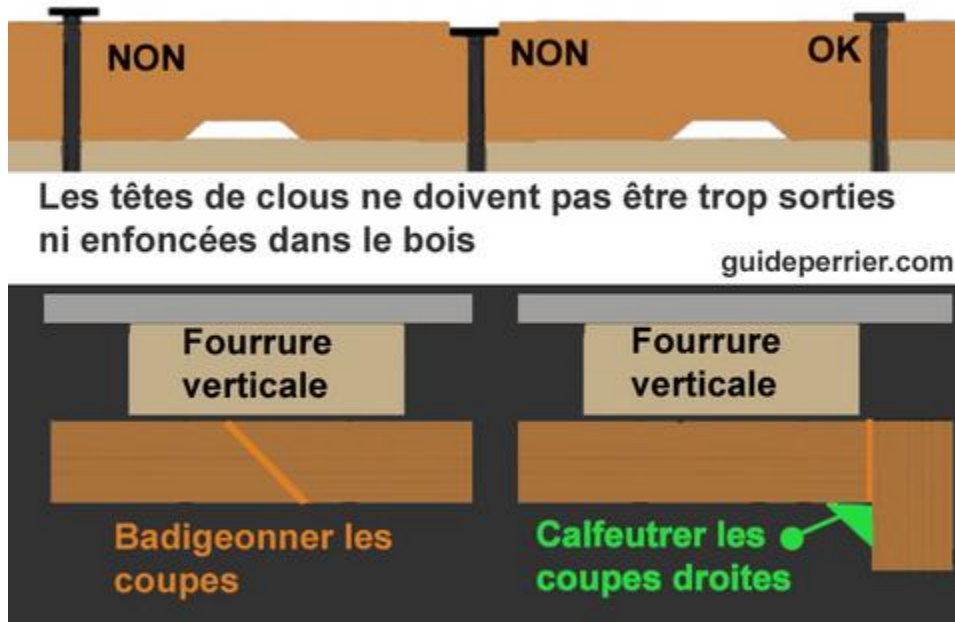 NON
NON
OK
Les têtes de clous ne doivent pas être trop sorties
ni enfoncées dans le bois
guideperrier.com
Fourrure
verticale
Fourrure
verticale
Badigeonner les
coupes
Calfeutrer les
coupes droites